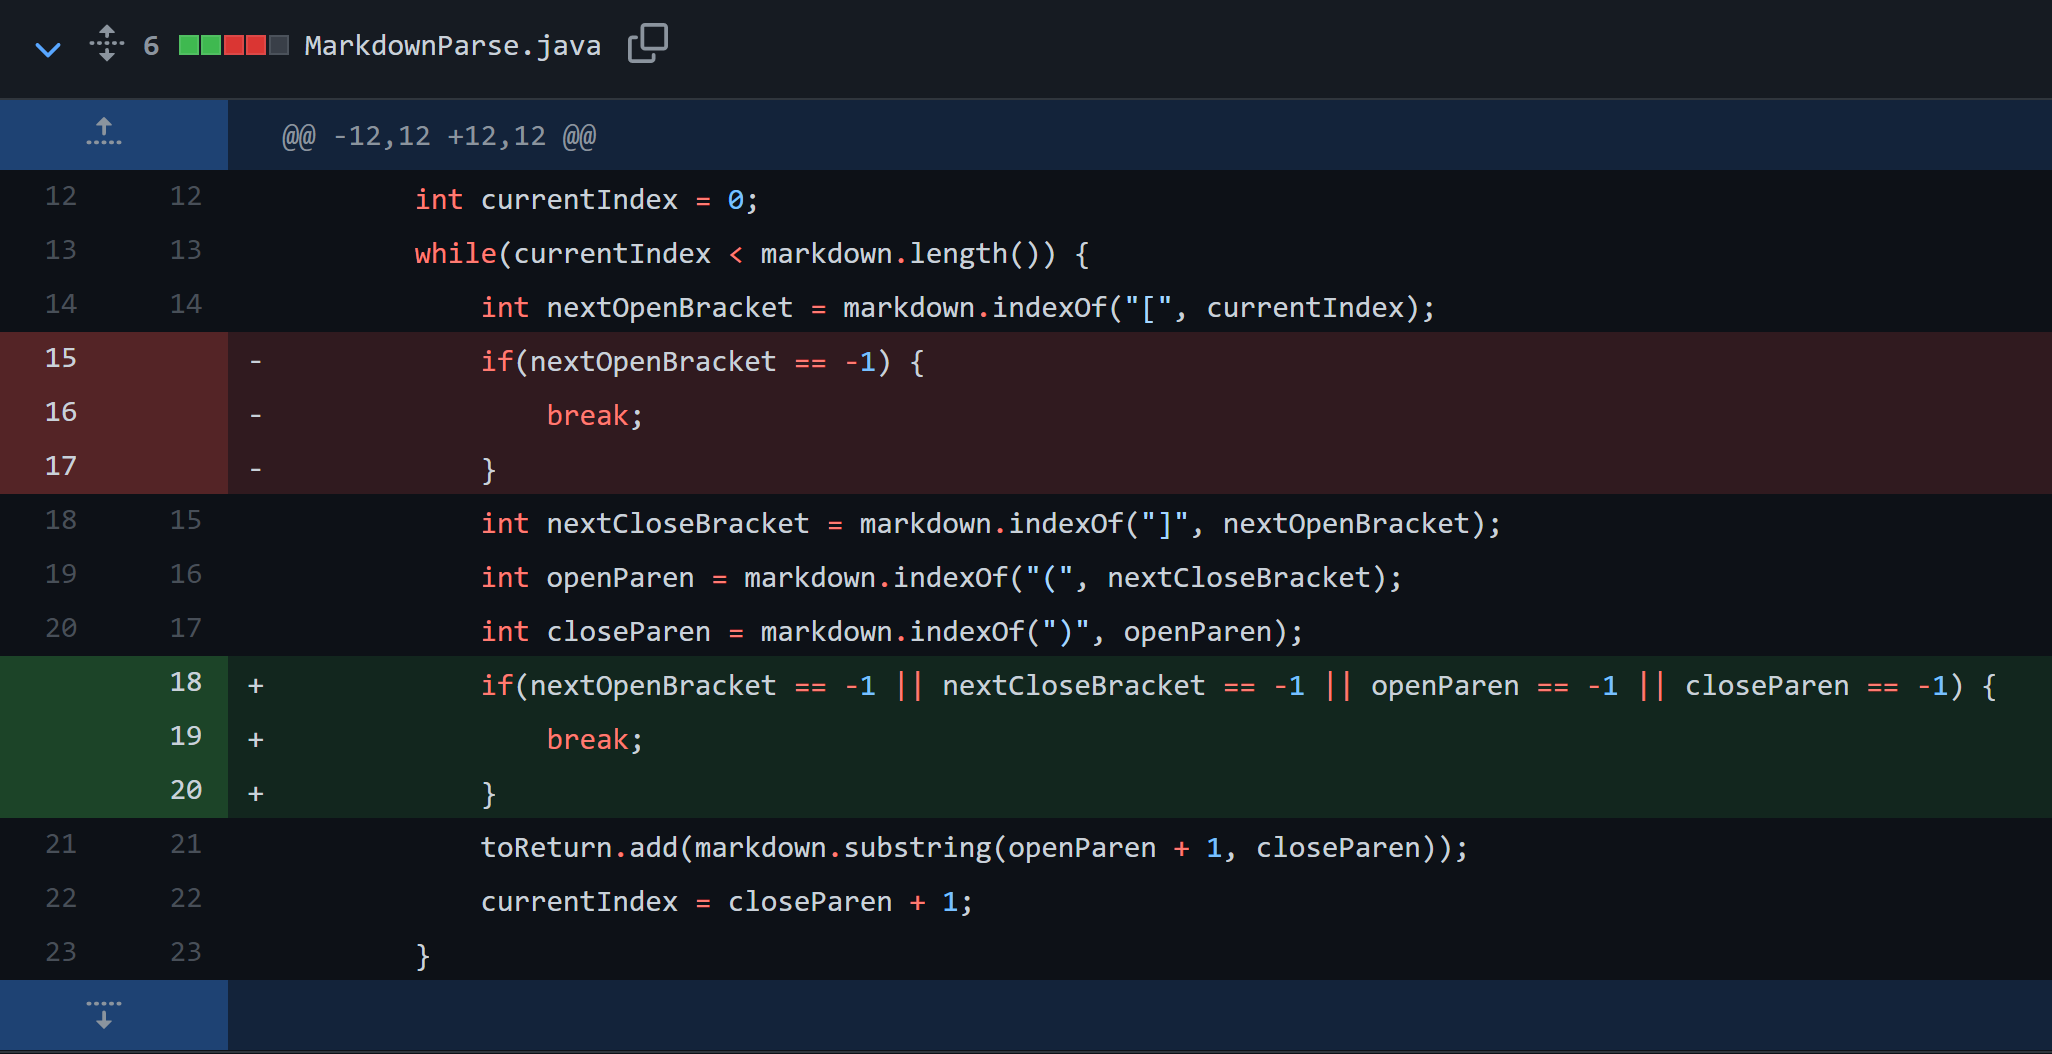 6 MarkdownParse.java
@@ -12,12 +12,12 @@
12 12 int currentIndex = 0;
13 13 while(currentIndex < markdown.length()) {
14 14 int nextOpenBracket = markdown.indexOf("[", currentIndex);
15 - if(nextOpenBracket == -1) {
16 - break;
17 - }
18 15 int nextCloseBracket = markdown.indexOf("]", nextOpenBracket);
19 16 int openParen = markdown.indexOf("(", nextCloseBracket);
20 17 int closeParen = markdown.indexOf(")", openParen);
18 + if(nextOpenBracket == -1 || nextCloseBracket == -1 || openParen == -1 || closeParen == -1) {
19 + break;
20 + }
21 21 toReturn.add(markdown.substring(openParen + 1, closeParen));
22 22 currentIndex = closeParen + 1;
23 23 }